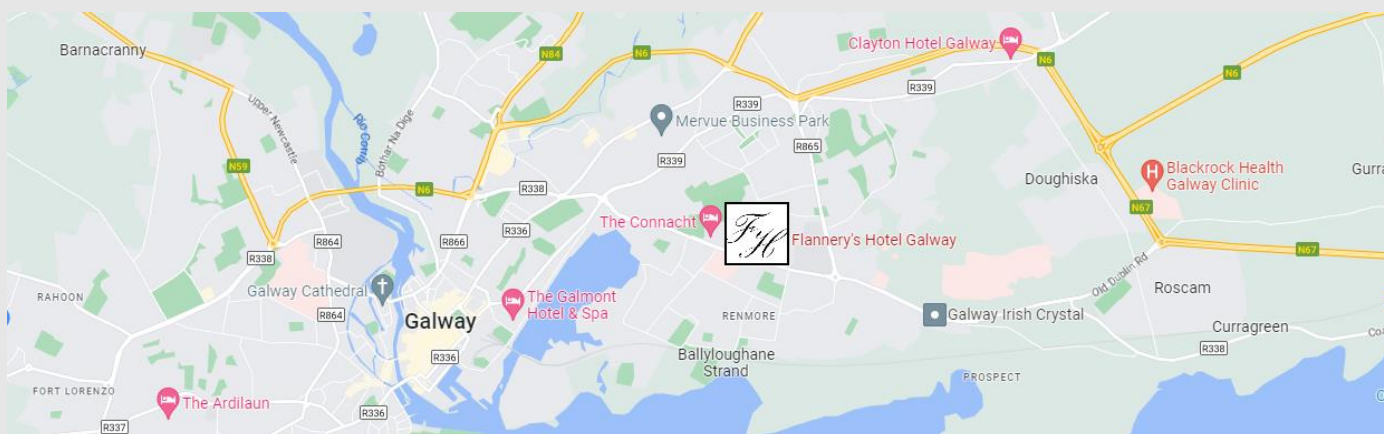 Barnacranny
N84
N6
Clayton Hotel Galway
N6
N6
R339
R339
Upper Newcastle
Bothar Na Dige
Mervue Business Park
R339
R865
N59
N6
R338
Doughiska
Blackrock Health
Galway Clinic
Gurra
N67
The Connacht
FH
Flannery's Hotel Galway
R336
R864
R866
R338
N67
Old Dublin Rd
Roscam
RAHOON
Galway Cathedral
The Galmont
Hotel & Spa
R864
Galway
RENMORE
Galway Irish Crystal
Curragreen
R338
R336
Ballyloughane
Strand
PROSPECT
FORT LORENZO
The Ardilaun
R336
R337
H